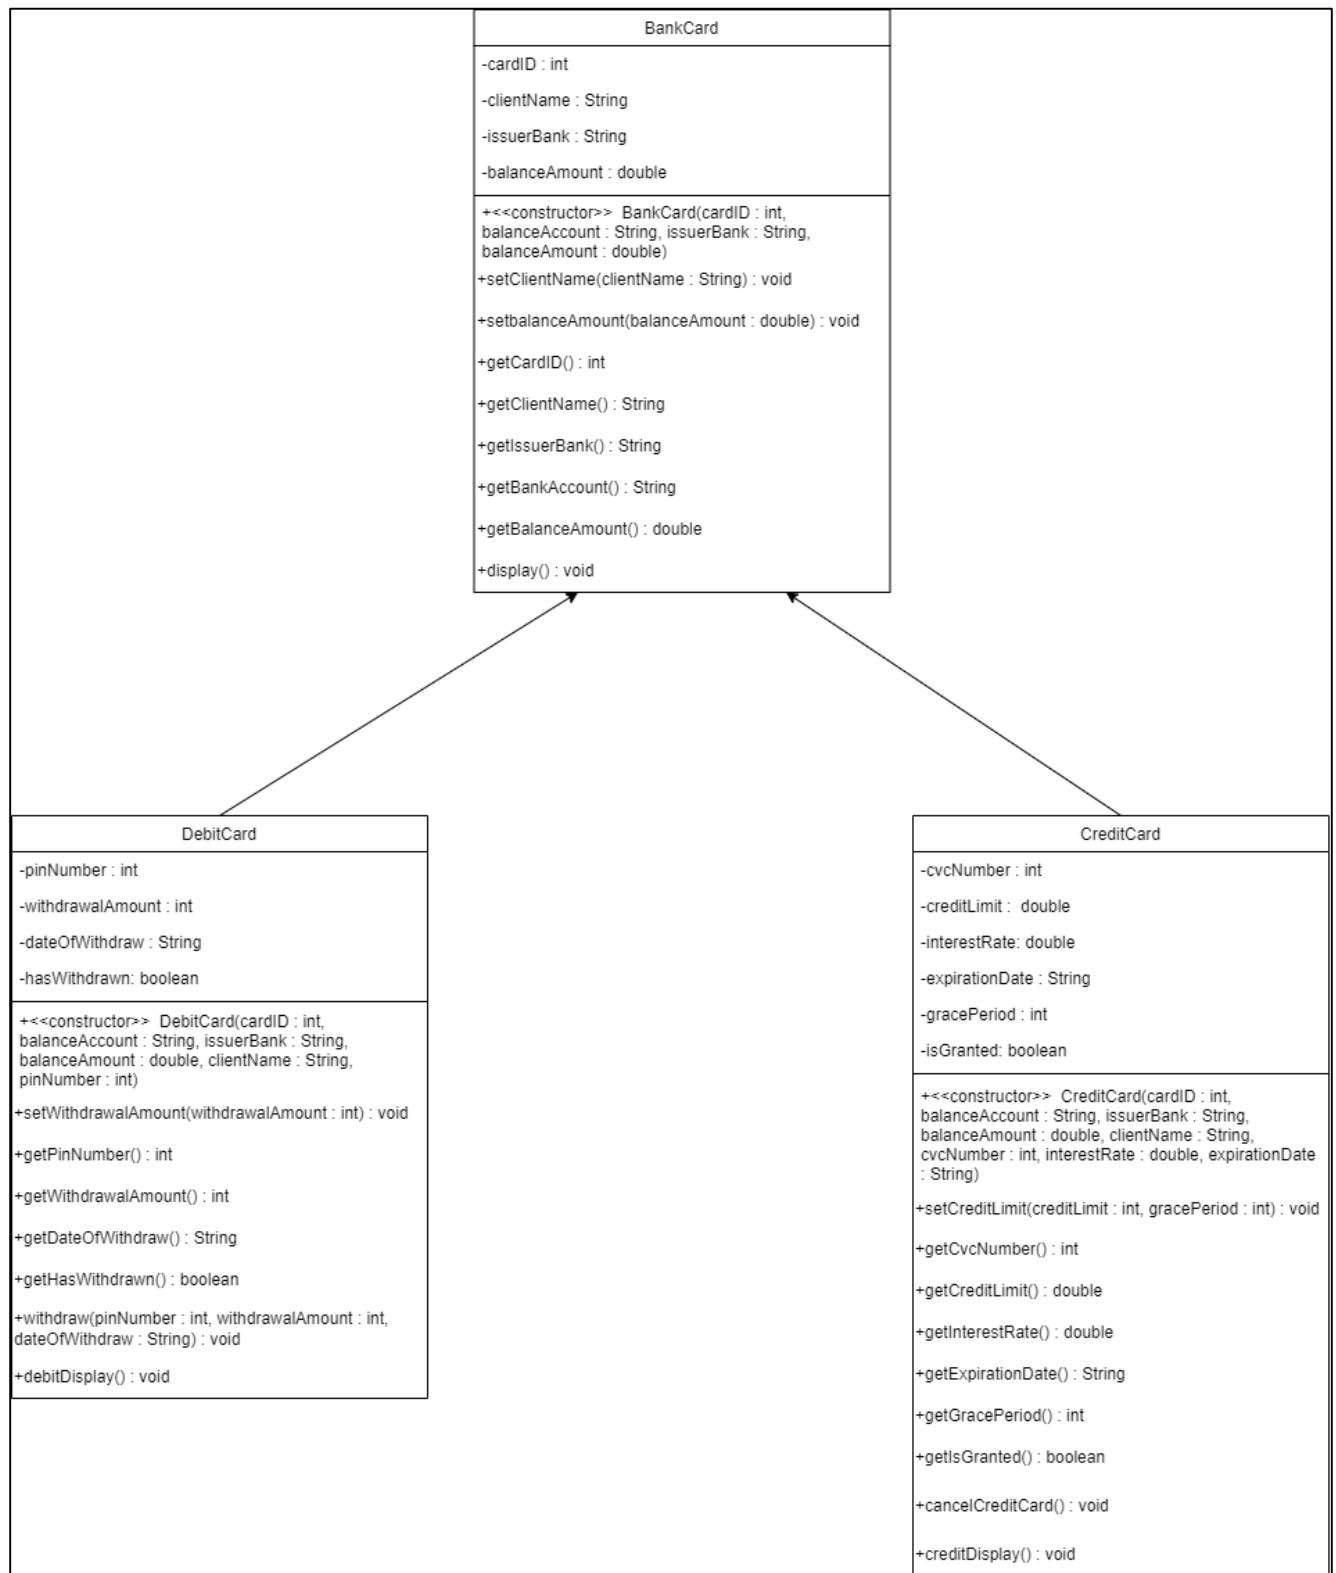 BankCard
-cardID : int
-clientName : String
-issuerBank : String
-balanceAmount : double
+<<constructor>> BankCard(cardID : int,
balanceAccount : String, issuerBank : String,
balanceAmount : double)
+setClientName(clientName : String) : void
+setbalanceAmount(balanceAmount : double) : void
+getCardID() : int
+getClientName() : String
+getIssuerBank() : String
+getBankAccount() : String
+getBalanceAmount() : double
+display() : void
DebitCard
-pinNumber : int
-withdrawalAmount : int
-dateOfWithdraw : String
-hasWithdrawn: boolean
+<<constructor>> DebitCard(cardID : int,
balanceAccount : String, issuerBank : String,
balanceAmount : double, clientName : String,
pinNumber : int)
+setWithdrawalAmount(withdrawalAmount : int) : void
+getPinNumber() : int
+getWithdrawalAmount() : int
+getDateOfWithdraw() : String
+getHasWithdrawn() : boolean
+withdraw(pinNumber : int, withdrawalAmount : int,
dateOfWithdraw : String) : void
+debitDisplay() : void
CreditCard
-cvcNumber : int
-creditLimit : double
-interestRate: double
-expirationDate : String
-gracePeriod : int
-isGranted: boolean
+<<constructor>> CreditCard(cardID : int,
balanceAccount : String, issuerBank : String,
balanceAmount : double, clientName : String,
cvcNumber : int, interestRate : double, expirationDate
: String)
+setCreditLimit(creditLimit : int, gracePeriod : int) : void
+getCvcNumber() : int
+getCreditLimit() : double
+getInterestRate() : double
+getExpirationDate() : String
+getGracePeriod() : int
+getIsGranted() : boolean
+cancelCreditCard() : void
+creditDisplay() : void